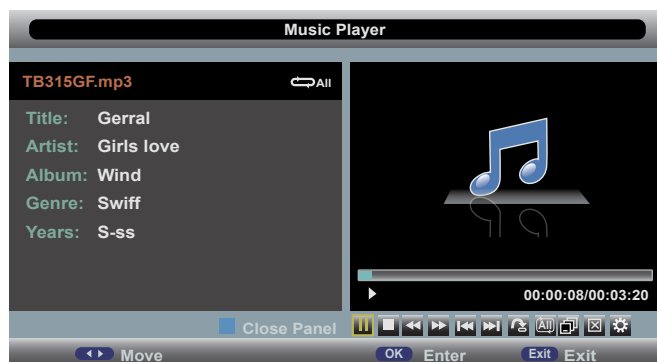 Music Player
TB315GF.mp3 All
Title: Gerral
Artist: Girls love
Album: Wind
Genre: Swiff
Years: S-ss
00:00:08/00:03:20
Close Panel All
Move OK Enter Exit Exit